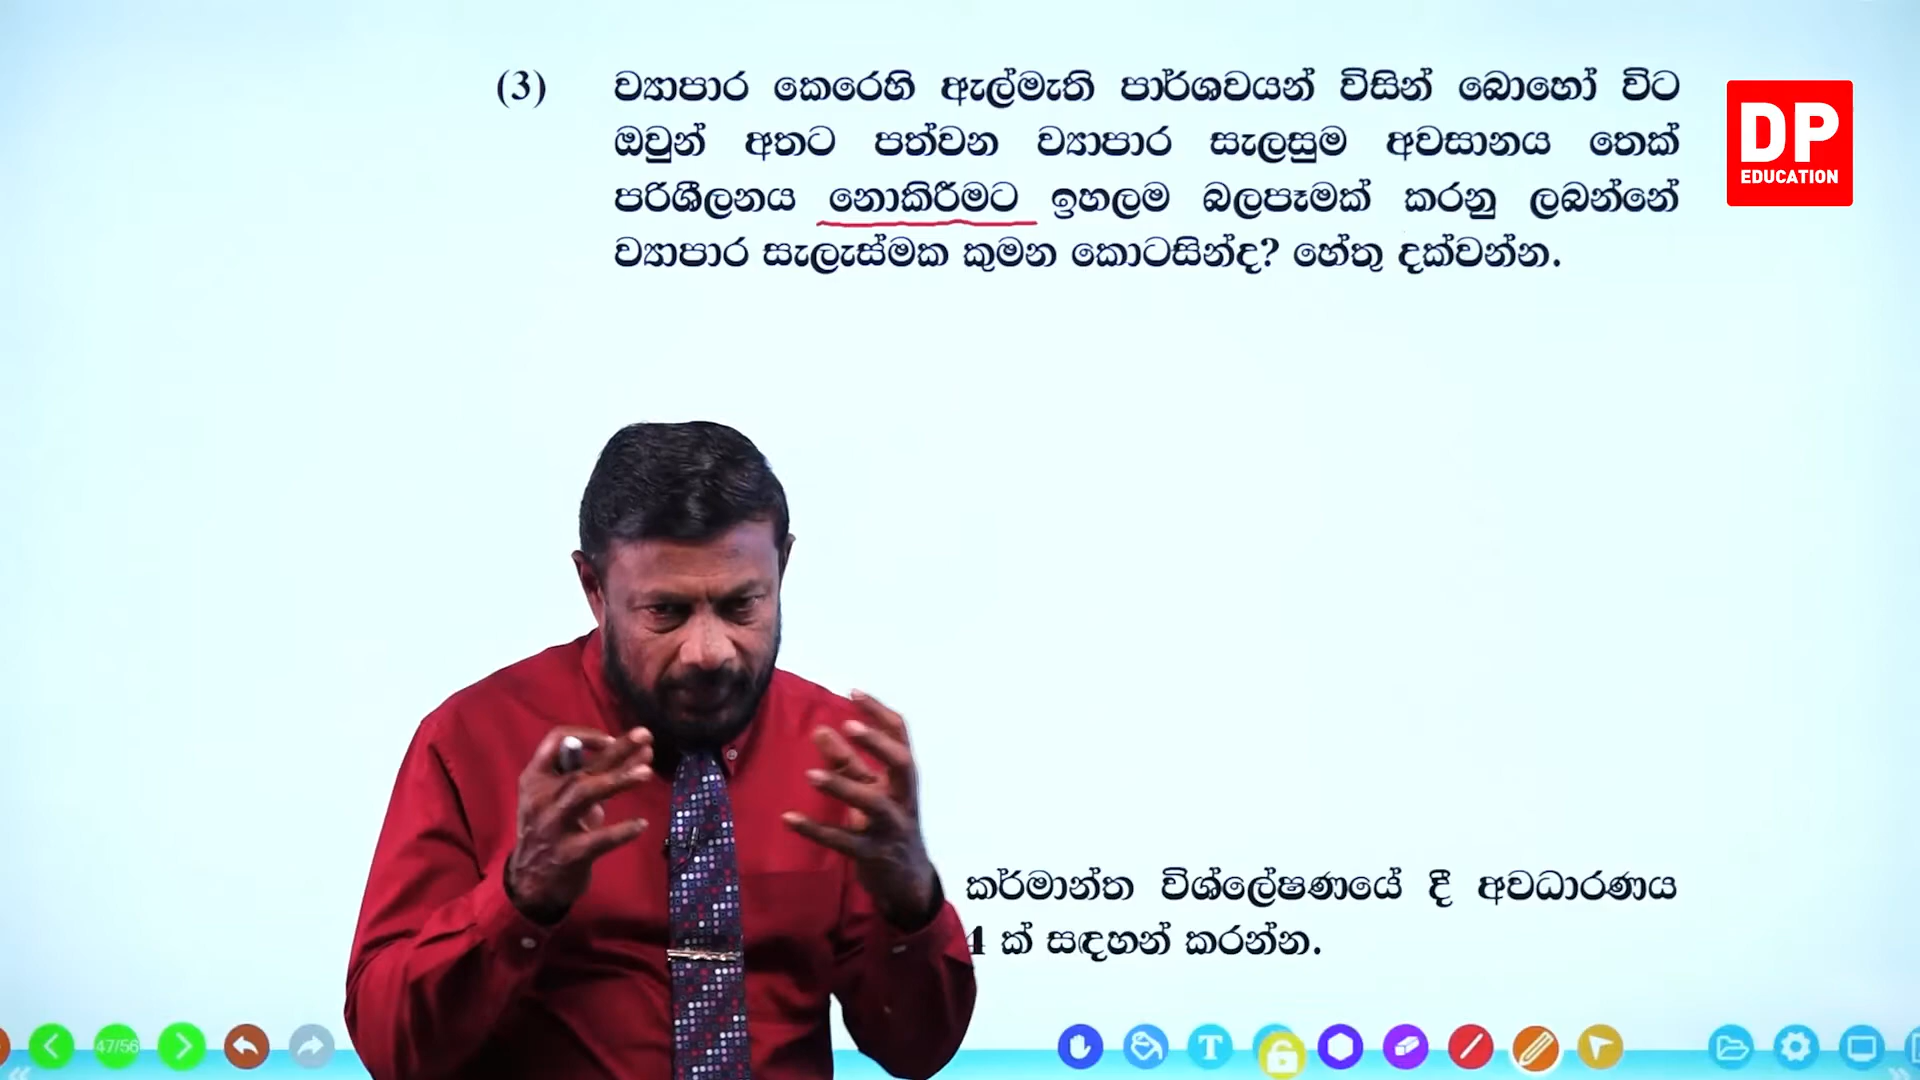 (3) ව්‍යාපාර කෙරෙහි ඇල්මැති පාර්ශවයන් විසින් බොහෝ විට
ඔවුන් අතට පත්වන ව්‍යාපාර සැලසුම අවසානය තෙක්
පරිශීලනය නොකිරීමට ඉහලම බලපෑමක් කරනු ලබන්නේ
ව්‍යාපාර සැලැස්මක කුමන කොටසින්ද? හේතු දක්වන්න.
DP
EDUCATION
කර්මාන්ත විශ්ලේෂණයේ දී අවධාරණය
4 ක් සඳහන් කරන්න.
47/56
T